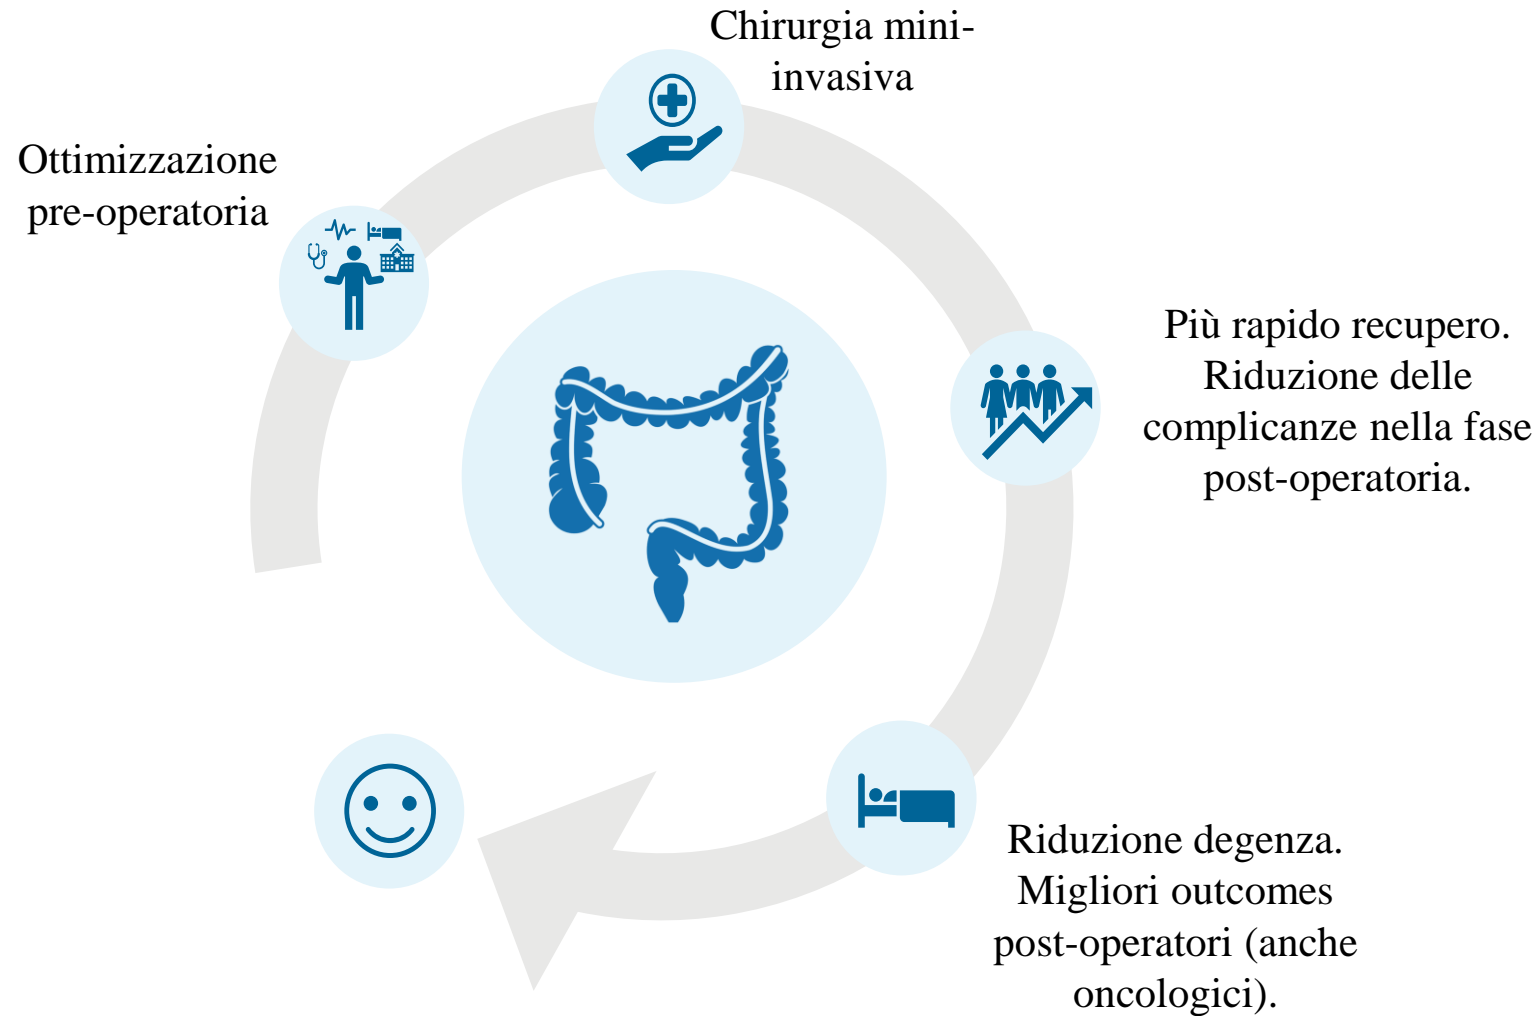 Chirurgia mini-
invasiva
Ottimizzazione
pre-operatoria
Più rapido recupero.
Riduzione delle
complicanze nella fase
post-operatoria.
Riduzione degenza.
Migliori outcomes
post-operatori (anche
oncologici).